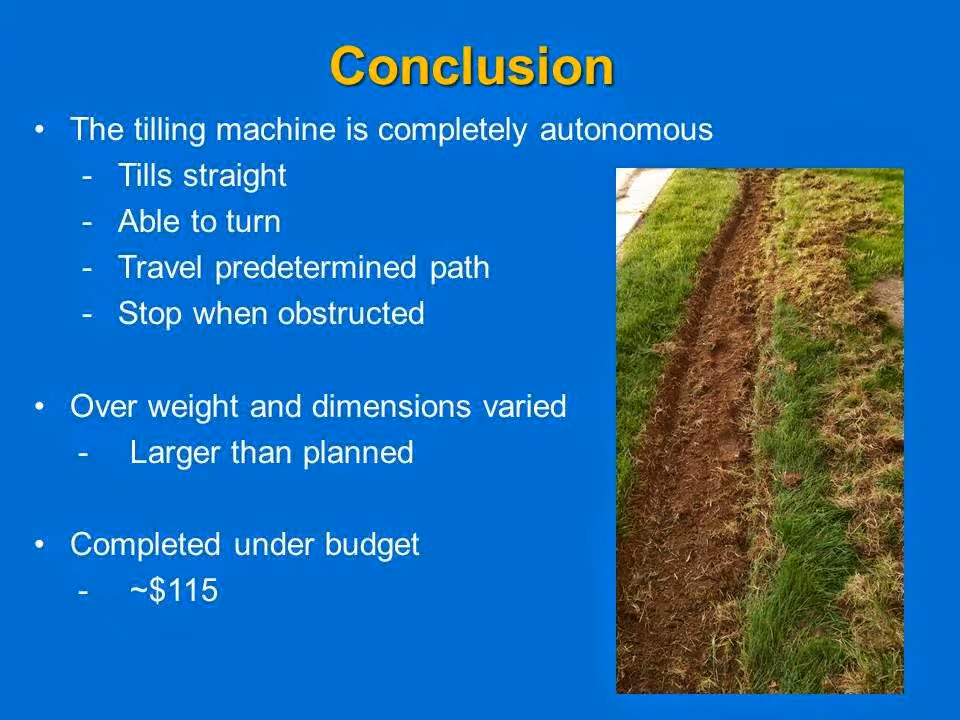 Conclusion
• The tilling machine is completely autonomous
- Tills straight
- Able to turn
- Travel predetermined path
- Stop when obstructed
• Over weight and dimensions varied
- Larger than planned
• Completed under budget
- ~$115